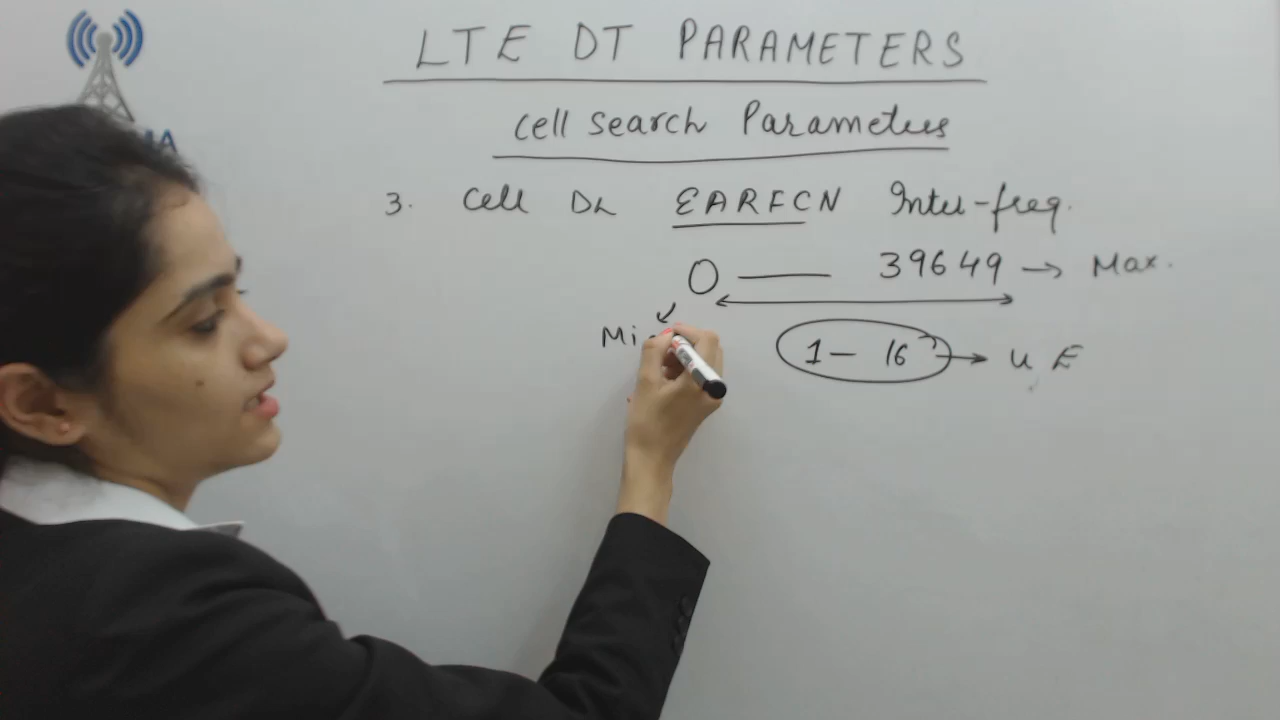 LTE DT PARAMETERS
Cell Search Parameters
3. Cell DL EARFCN Inter-freq.
0 — 39649 → Max.
Mi
1 – 16 → UE
MA